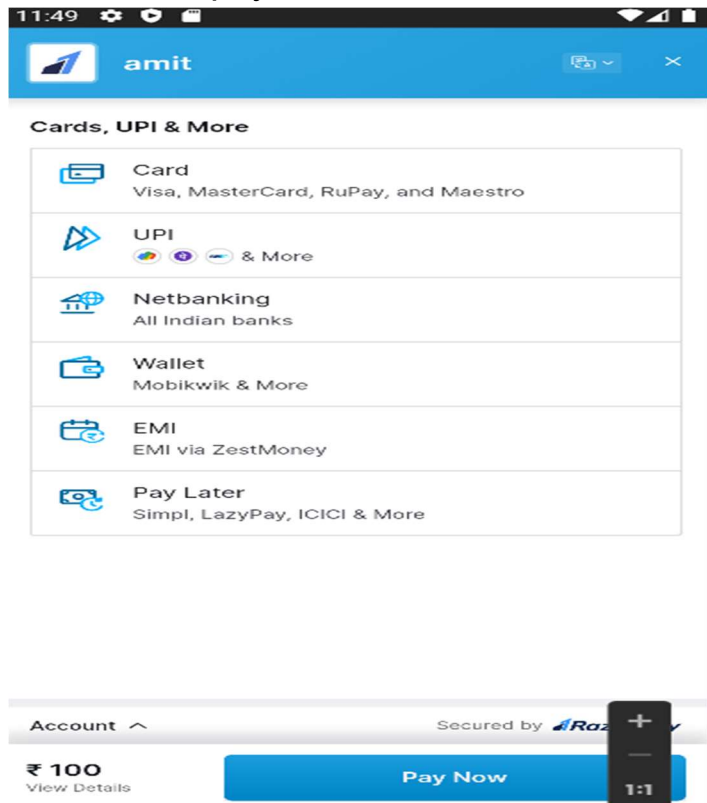 11:49
amit
Cards, UPI & More
Card
Visa, MasterCard, RuPay, and Maestro
UPI
& More
Netbanking
All Indian banks
Wallet
Mobikwik & More
EMI
EMI via ZestMoney
Pay Later
Simpl, LazyPay, ICICI & More
Account
Secured by Raz y
₹ 100
View Details
Pay Now
1:1